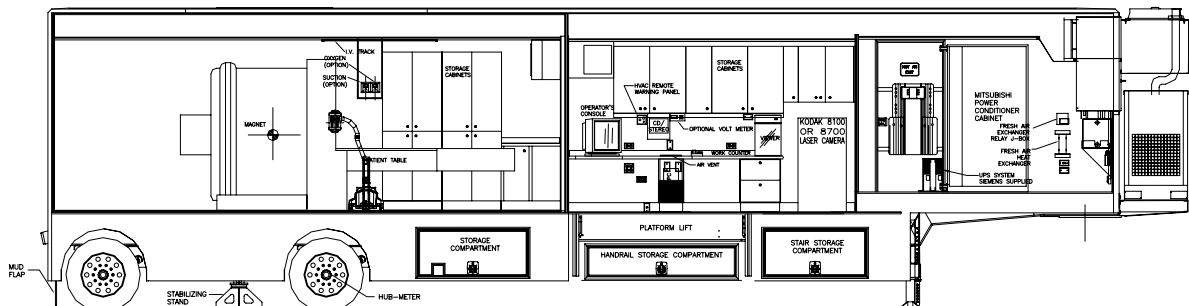 I.V. TRACK
OXYGEN
(OPTION)
SUCTION
(OPTION)
STORAGE
CABINETS
MAGNET
PATIENT TABLE
HVAC REMOTE
WARNING PANEL
STORAGE
CABINETS
OPERATOR'S
CONSOLE
CD/
STEREO
OPTIONAL VOLT METER
VIEWER
WORK COUNTER
AIR VENT
KODAK 8100
OR 8700
LASER CAMERA
MITSUBISHI
POWER
CONDITIONER
CABINET
FRESH AIR
EXCHANGER
RELAY J-BOX
FRESH AIR
HEAT
EXCHANGER
UPS SYSTEM
SIEMENS SUPPLIED
STORAGE
COMPARTMENT
PLATFORM LIFT
HANDRAIL STORAGE COMPARTMENT
STAIR STORAGE
COMPARTMENT
MUD
FLAP
STABILIZING
STAND
HUB-METER